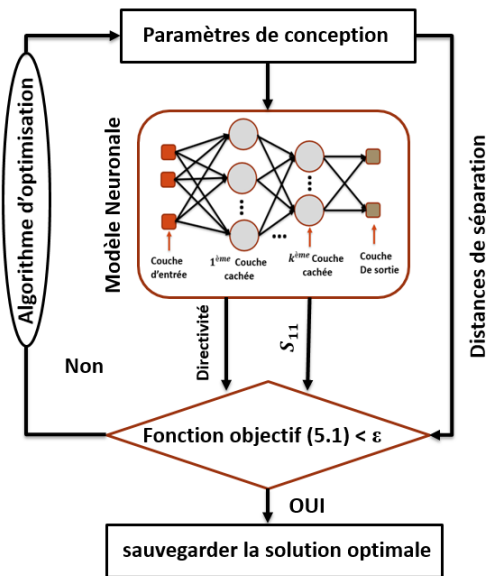 Paramètres de conception
Algorithme d'optimisation
Modèle Neuronale
Couche
d'entrée
1ème Couche
cachée
kème Couche
cachée
Couche
De sortie
Distances de séparation
Directivité
S11
Non
Fonction objectif (5.1) < ε
OUI
sauvegarder la solution optimale